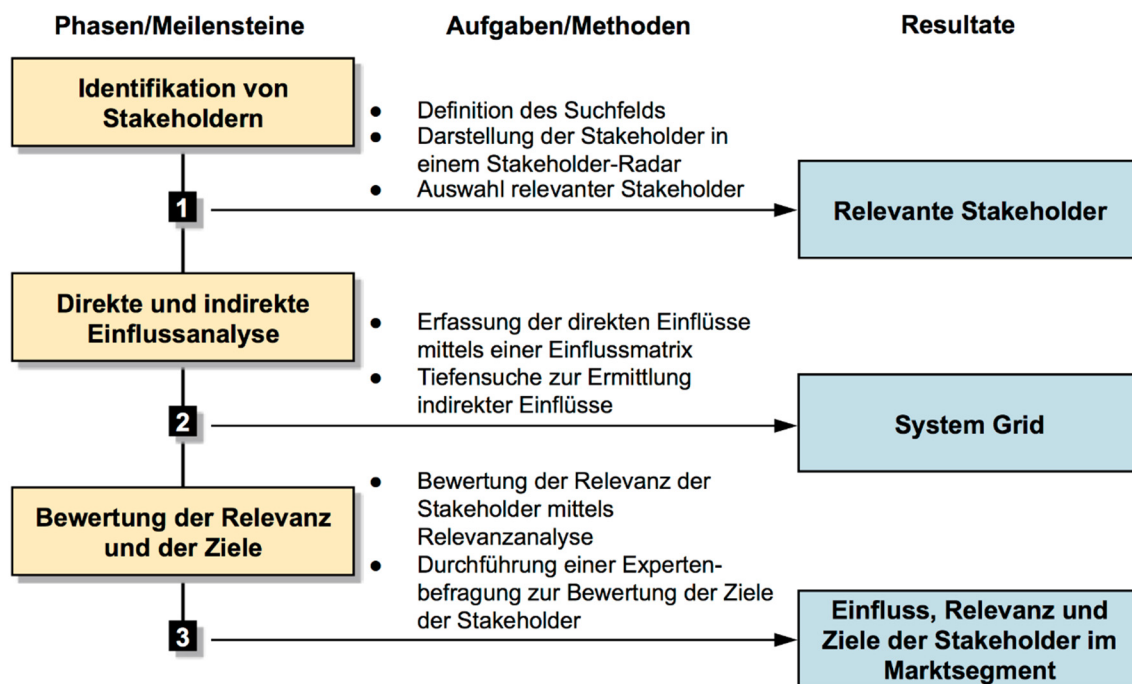 Phasen/Meilensteine
Aufgaben/Methoden
Resultate
Identifikation von
Stakeholdern
● Definition des Suchfelds
● Darstellung der Stakeholder in
einem Stakeholder-Radar
● Auswahl relevanter Stakeholder
1
Relevante Stakeholder
Direkte und indirekte
Einflussanalyse
● Erfassung der direkten Einflüsse
mittels einer Einflussmatrix
● Tiefensuche zur Ermittlung
indirekter Einflüsse
2
System Grid
Bewertung der Relevanz
und der Ziele
● Bewertung der Relevanz der
Stakeholder mittels
Relevanzanalyse
● Durchführung einer Experten-
befragung zur Bewertung der Ziele
der Stakeholder
3
Einfluss, Relevanz und
Ziele der Stakeholder im
Marktsegment